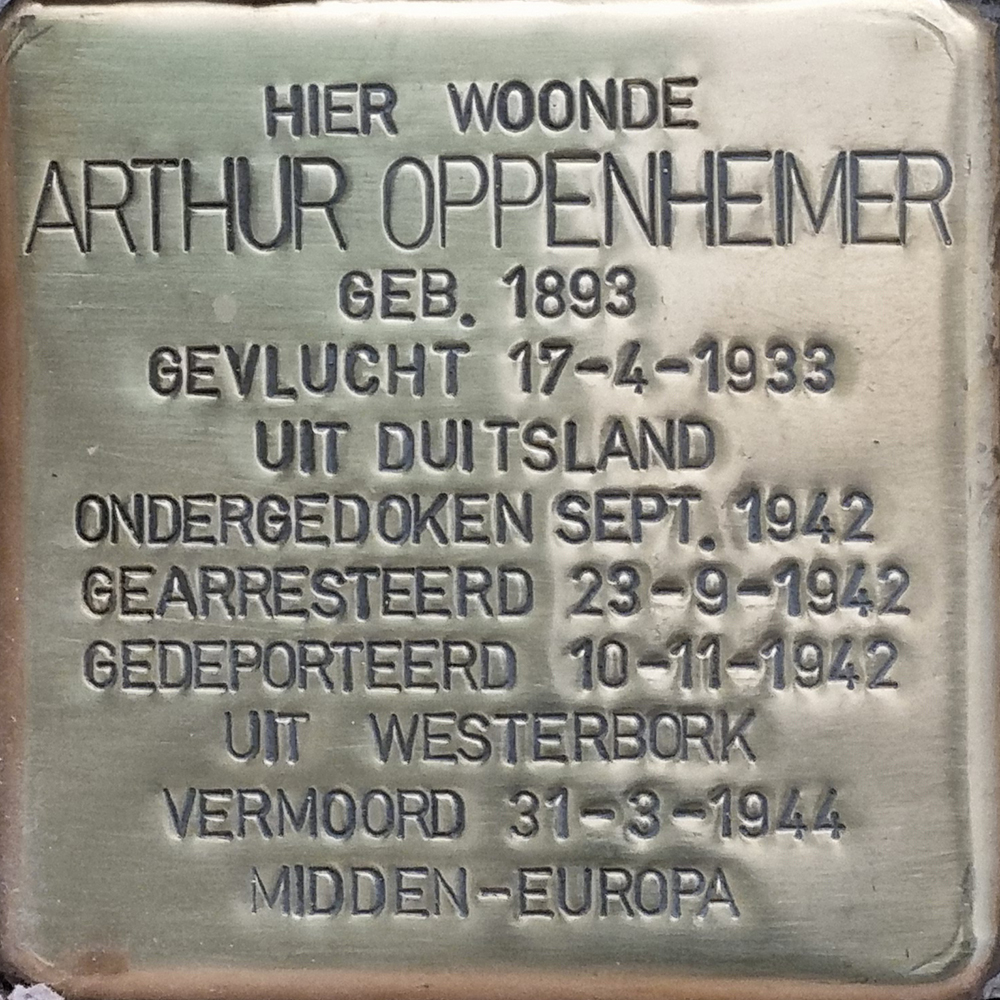 HIER WOONDE
ARTHUR OPPENHEIMER
GEB. 1893
GEVLUCHT 17-4-1933
UIT DUITSLAND
ONDERGEDOKEN SEPT. 1942
GEARRESTEERD 23-9-1942
GEDEPORTEERD 10-11-1942
UIT WESTERBORK
VERMOORD 31-3-1944
MIDDEN-EUROPA